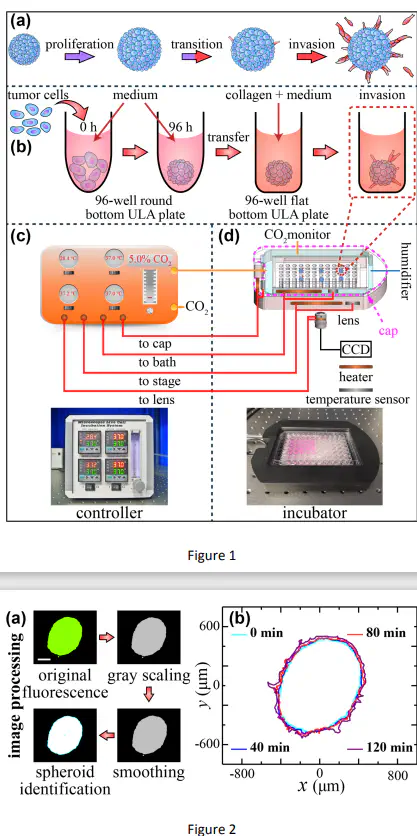 (a)
proliferation
transition
invasion
tumor cells
medium
collagen + medium
invasion
0 h
96 h
transfer
(b)
96-well round
bottom ULA plate
96-well flat
bottom ULA plate
(c)
5.0% CO2
CO2
to cap
to bath
to stage
to lens
controller
(d)
CO2 monitor
humidifier
lens
cap
CCD
heater
temperature sensor
incubator
Figure 1
(a)
image processing
original
fluorescence
gray scaling
spheroid
identification
smoothing
(b)
600
0
-600
y (μm)
0 min
80 min
40 min
120 min
-800
0
800
x (μm)
Figure 2